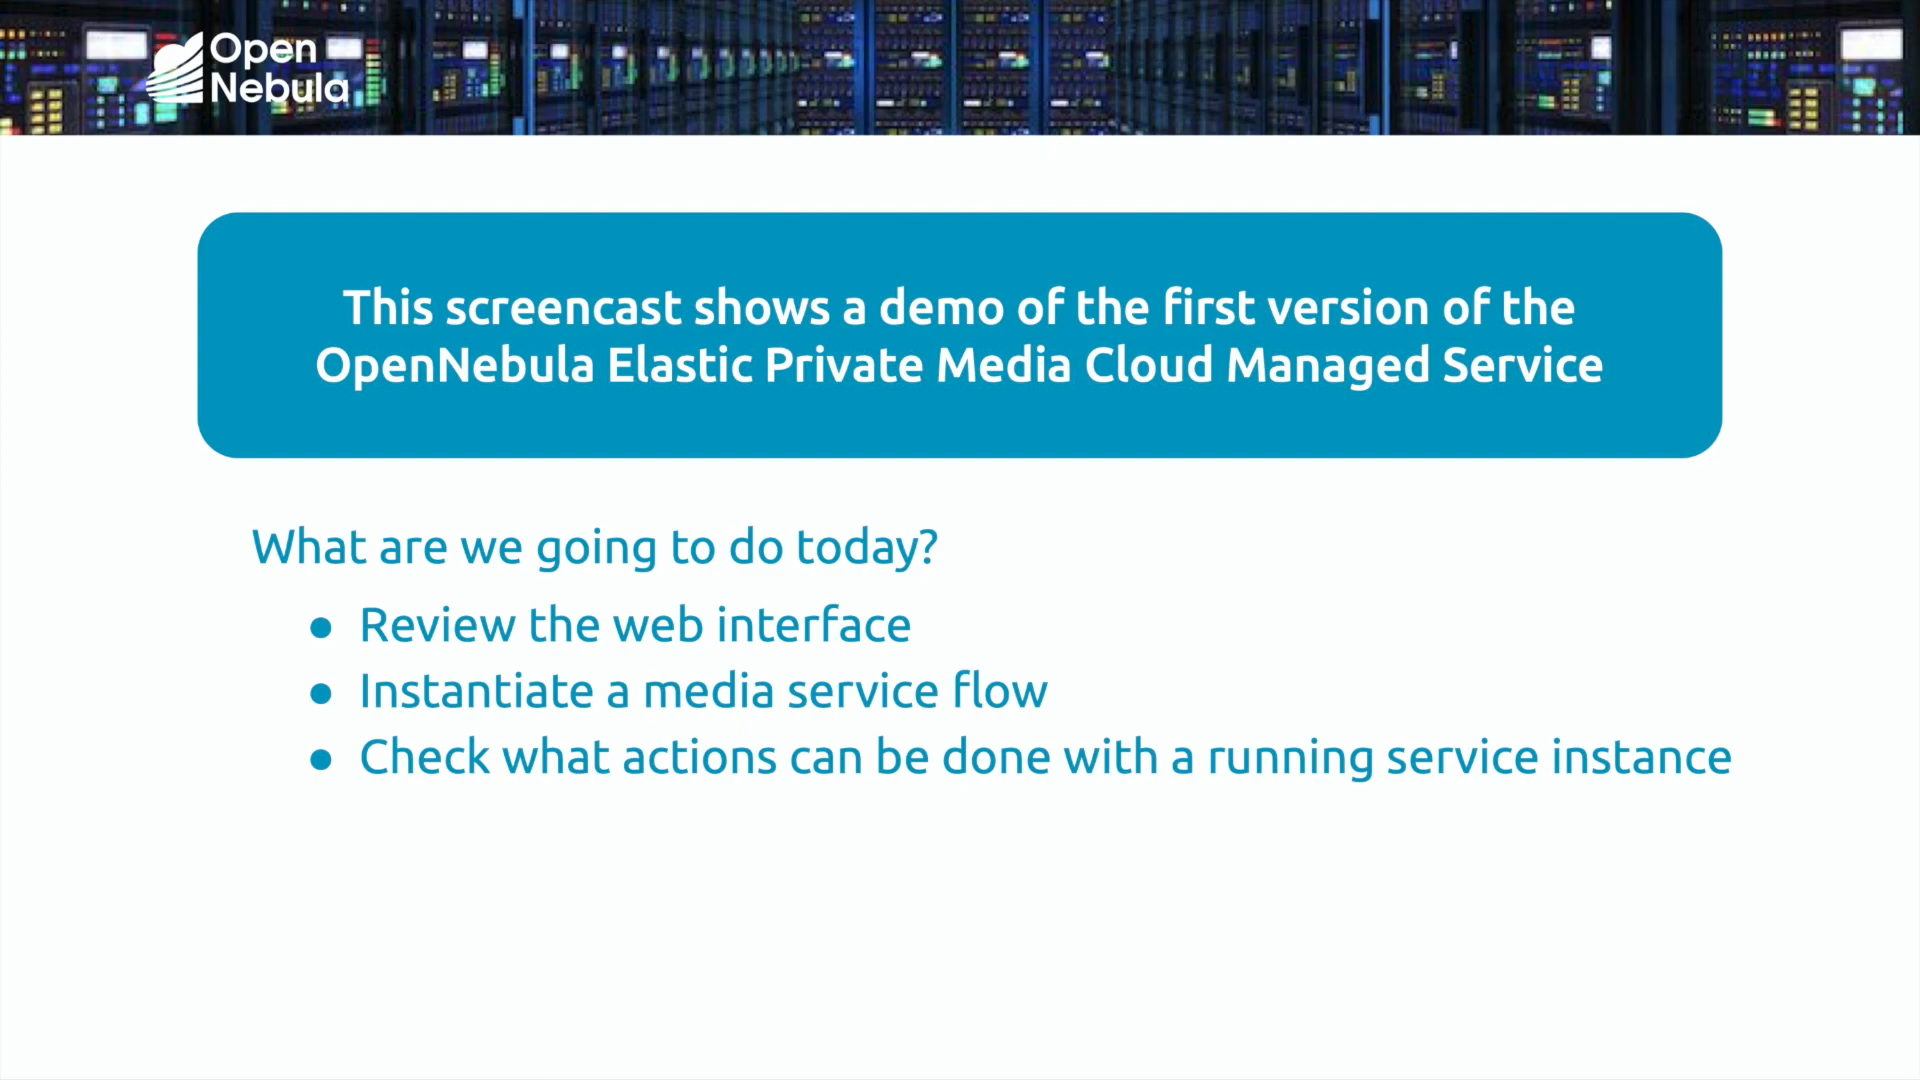 Open
Nebula
This screencast shows a demo of the first version of the
OpenNebula Elastic Private Media Cloud Managed Service
What are we going to do today?
● Review the web interface
● Instantiate a media service flow
● Check what actions can be done with a running service instance